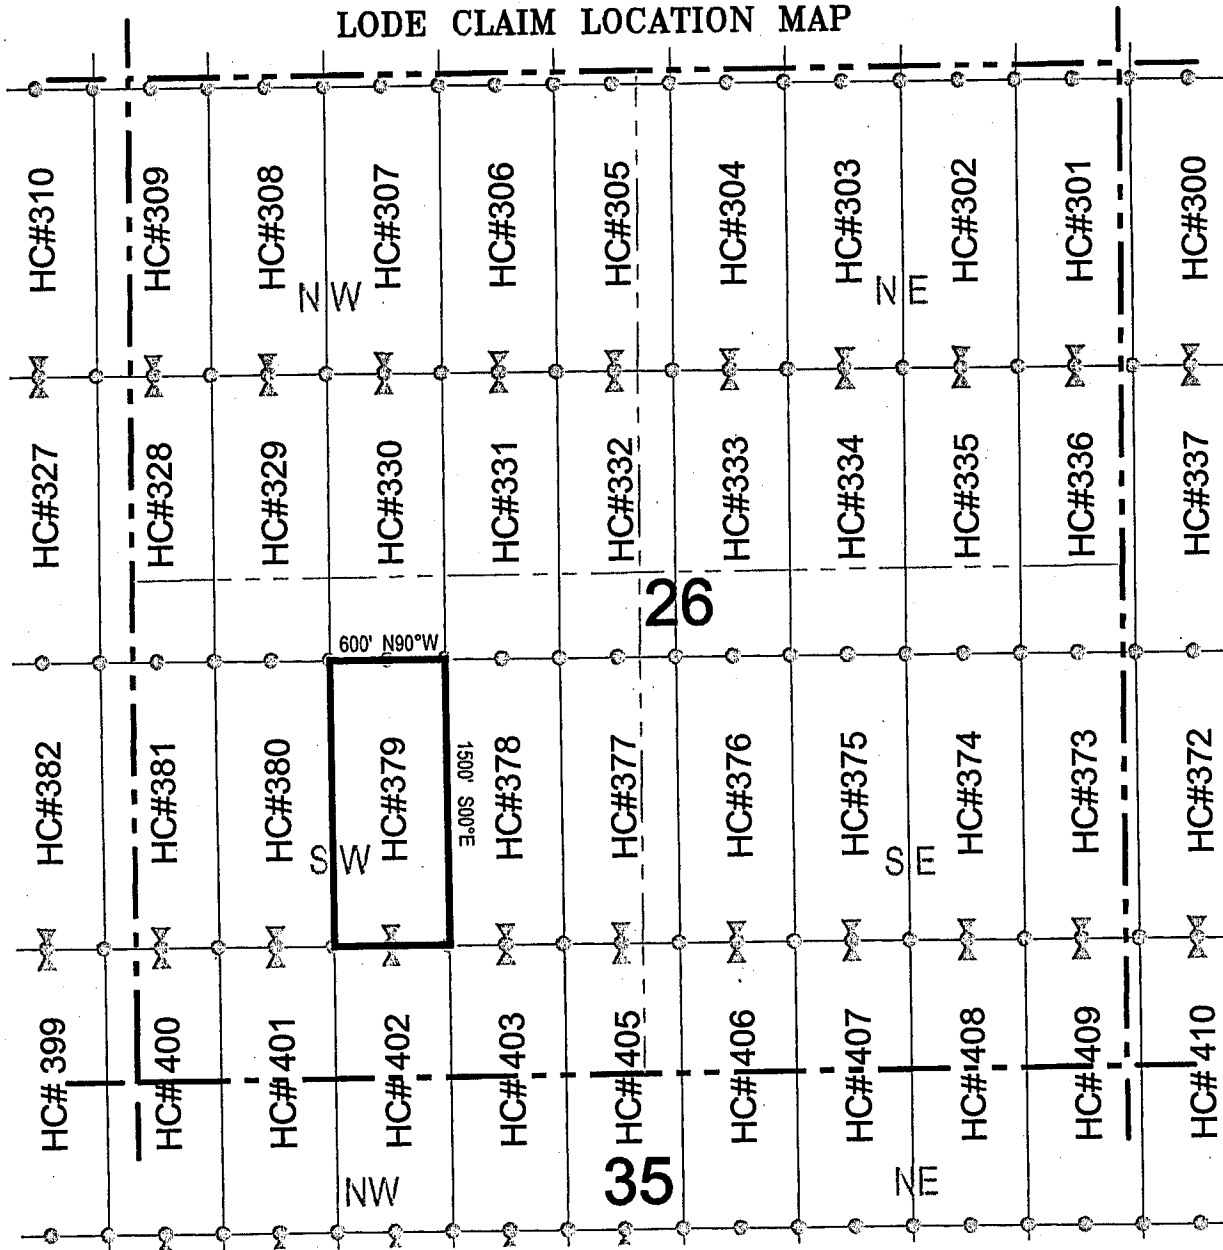 LODE CLAIM LOCATION MAP
HC#310
HC#309
HC#308
HC#307
HC#306
HC#305
HC#304
HC#303
HC#302
HC#301
HC#300
NW
NE
HC#327
HC#328
HC#329
HC#330
HC#331
HC#332
HC#333
HC#334
HC#335
HC#336
HC#337
26
600' N90°W
HC#382
HC#381
HC#380
HC#379
1500' S00°E
HC#378
HC#377
HC#376
HC#375
HC#374
HC#373
HC#372
SW
SE
HC# 399
HC# 400
HC# 401
HC# 402
HC# 403
HC# 405
HC# 406
HC# 407
HC# 408
HC# 409
HC# 410
NW
35
NE